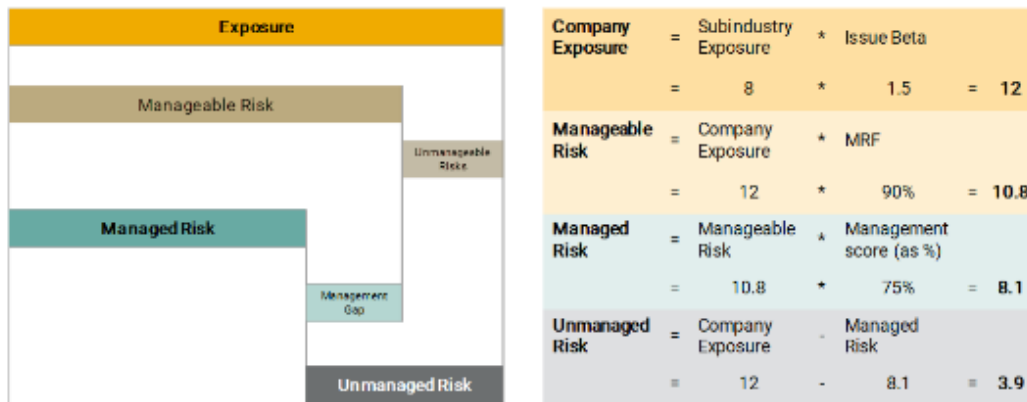 Exposure
Manageable Risk
Unmanageable
Risks
Managed Risk
Management
Gap
Unmanaged Risk
Company
Exposure = Subindustry
Exposure * Issue Beta
= 8 * 1.5 = 12
Manageable
Risk = Company
Exposure * MRF
= 12 * 90% = 10.8
Managed
Risk = Manageable
Risk * Management
score (as %)
= 10.8 * 75% = 8.1
Unmanaged
Risk = Company
Exposure - Managed
Risk
= 12 - 8.1 = 3.9